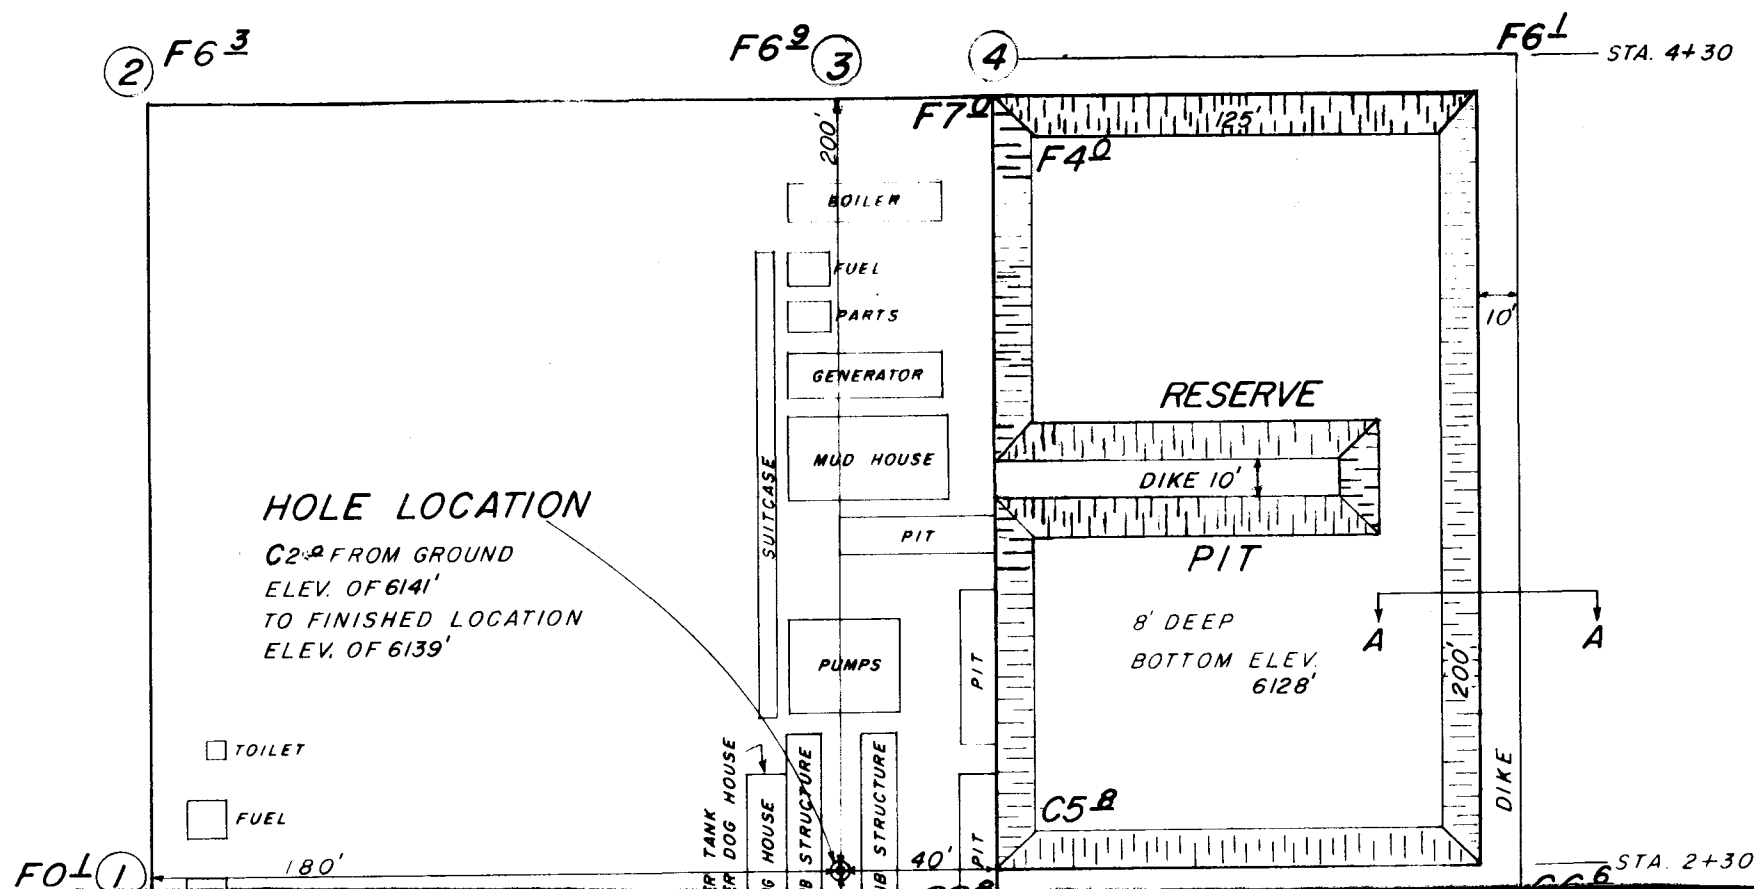 2 F6 3
F6 9 3
4
F6 1
STA. 4+30
F7 0
125'
F4 0
200'
BOILER
FUEL
PARTS
10'
GENERATOR
RESERVE
MUD HOUSE
DIKE 10'
SUITCASE
HOLE LOCATION
C2 0 FROM GROUND
ELEV. OF 6141'
TO FINISHED LOCATION
ELEV. OF 6139'
PIT
PIT
8' DEEP
BOTTOM ELEV.
6128'
A A
PUMPS
PIT
200'
TOILET
FUEL
TANK
DOG HOUSE
HOUSE
STRUCTURE
STRUCTURE
PIT
C5 8
DIKE
F0 1 1
180'
40'
STA. 2+30